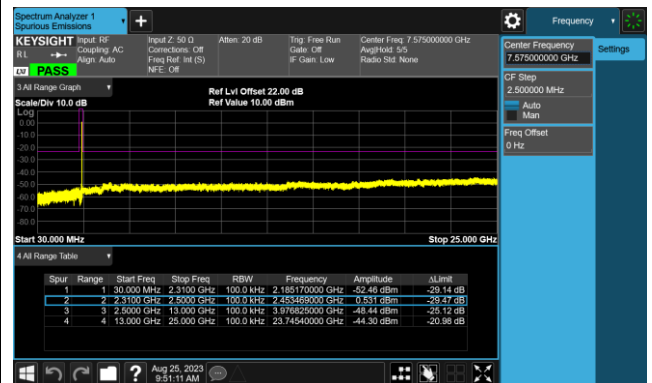 Spectrum Analyzer 1
Spurious Emissions
Frequency
KEYSIGHT Input: RF Input Z: 50 Ω Atten: 20 dB Trig: Free Run Center Freq: 7.575000000 GHz
RL Coupling: AC Corrections: Off Gate: Off Avg|Hold: 5/5
Align: Auto Freq Ref: Int (S) IF Gain: Low Radio Std: None
LXI PASS NFE: Off
Center Frequency
7.575000000 GHz
Settings
CF Step
2.500000 MHz
Auto
Man
Freq Offset
0 Hz
3 All Range Graph
Ref Lvl Offset 22.00 dB
Scale/Div 10.0 dB Ref Value 10.00 dBm
Log
0.00
-10.0
-20.0
-30.0
-40.0
-50.0
-60.0
-70.0
-80.0
Start 30.000 MHz Stop 25.000 GHz
4 All Range Table
Spur Range Start Freq Stop Freq RBW Frequency Amplitude ΔLimit
1 1 30.000 MHz 2.3100 GHz 100.0 kHz 2.185170000 GHz -52.46 dBm -29.14 dB
2 2 2.3100 GHz 2.5000 GHz 100.0 kHz 2.453469000 GHz 0.531 dBm -29.47 dB
3 3 2.5000 GHz 13.000 GHz 100.0 kHz 3.976825000 GHz -48.44 dBm -25.12 dB
4 4 13.000 GHz 25.000 GHz 100.0 kHz 23.74540000 GHz -44.30 dBm -20.98 dB
Aug 25, 2023
9:51:11 AM